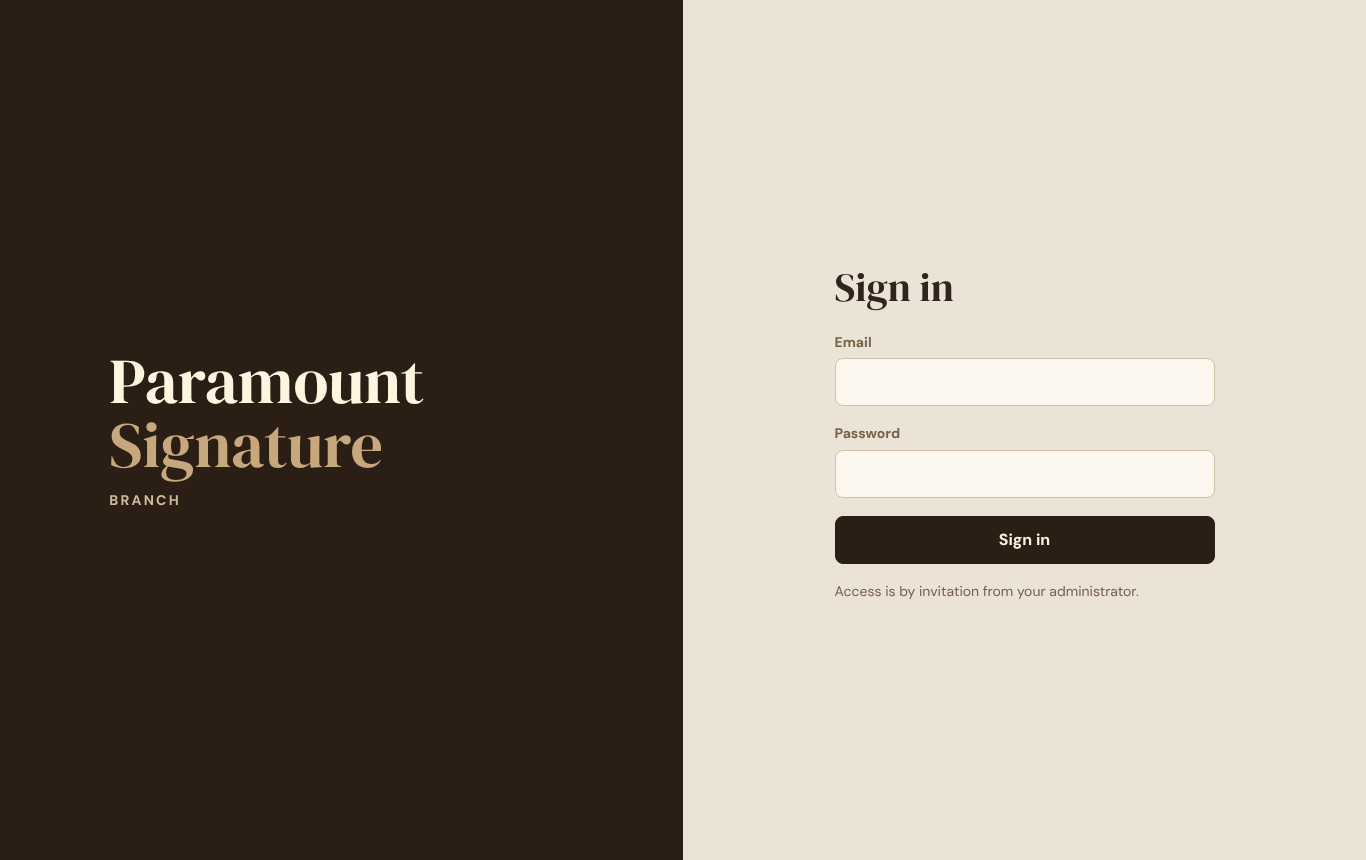 Paramount
Signature
BRANCH
Sign in
Email
Password
Sign in
Access is by invitation from your administrator.